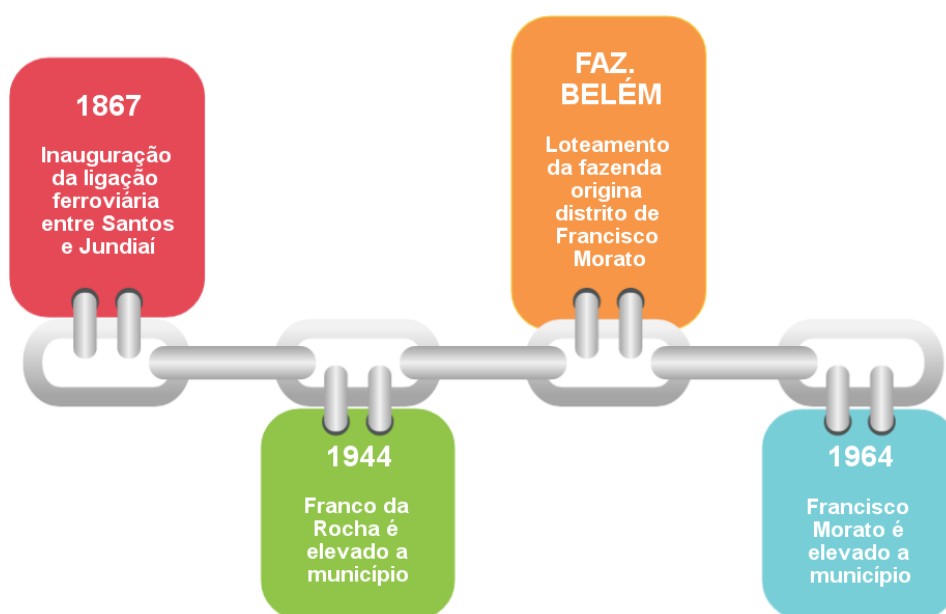 1867
Inauguração
da ligação
ferroviária
entre Santos
e Jundiaí
1944
Franco da
Rocha é
elevado a
município
FAZ.
BELÉM
Loteamento
da fazenda
origina
distrito de
Francisco
Morato
1964
Francisco
Morato é
elevado a
município